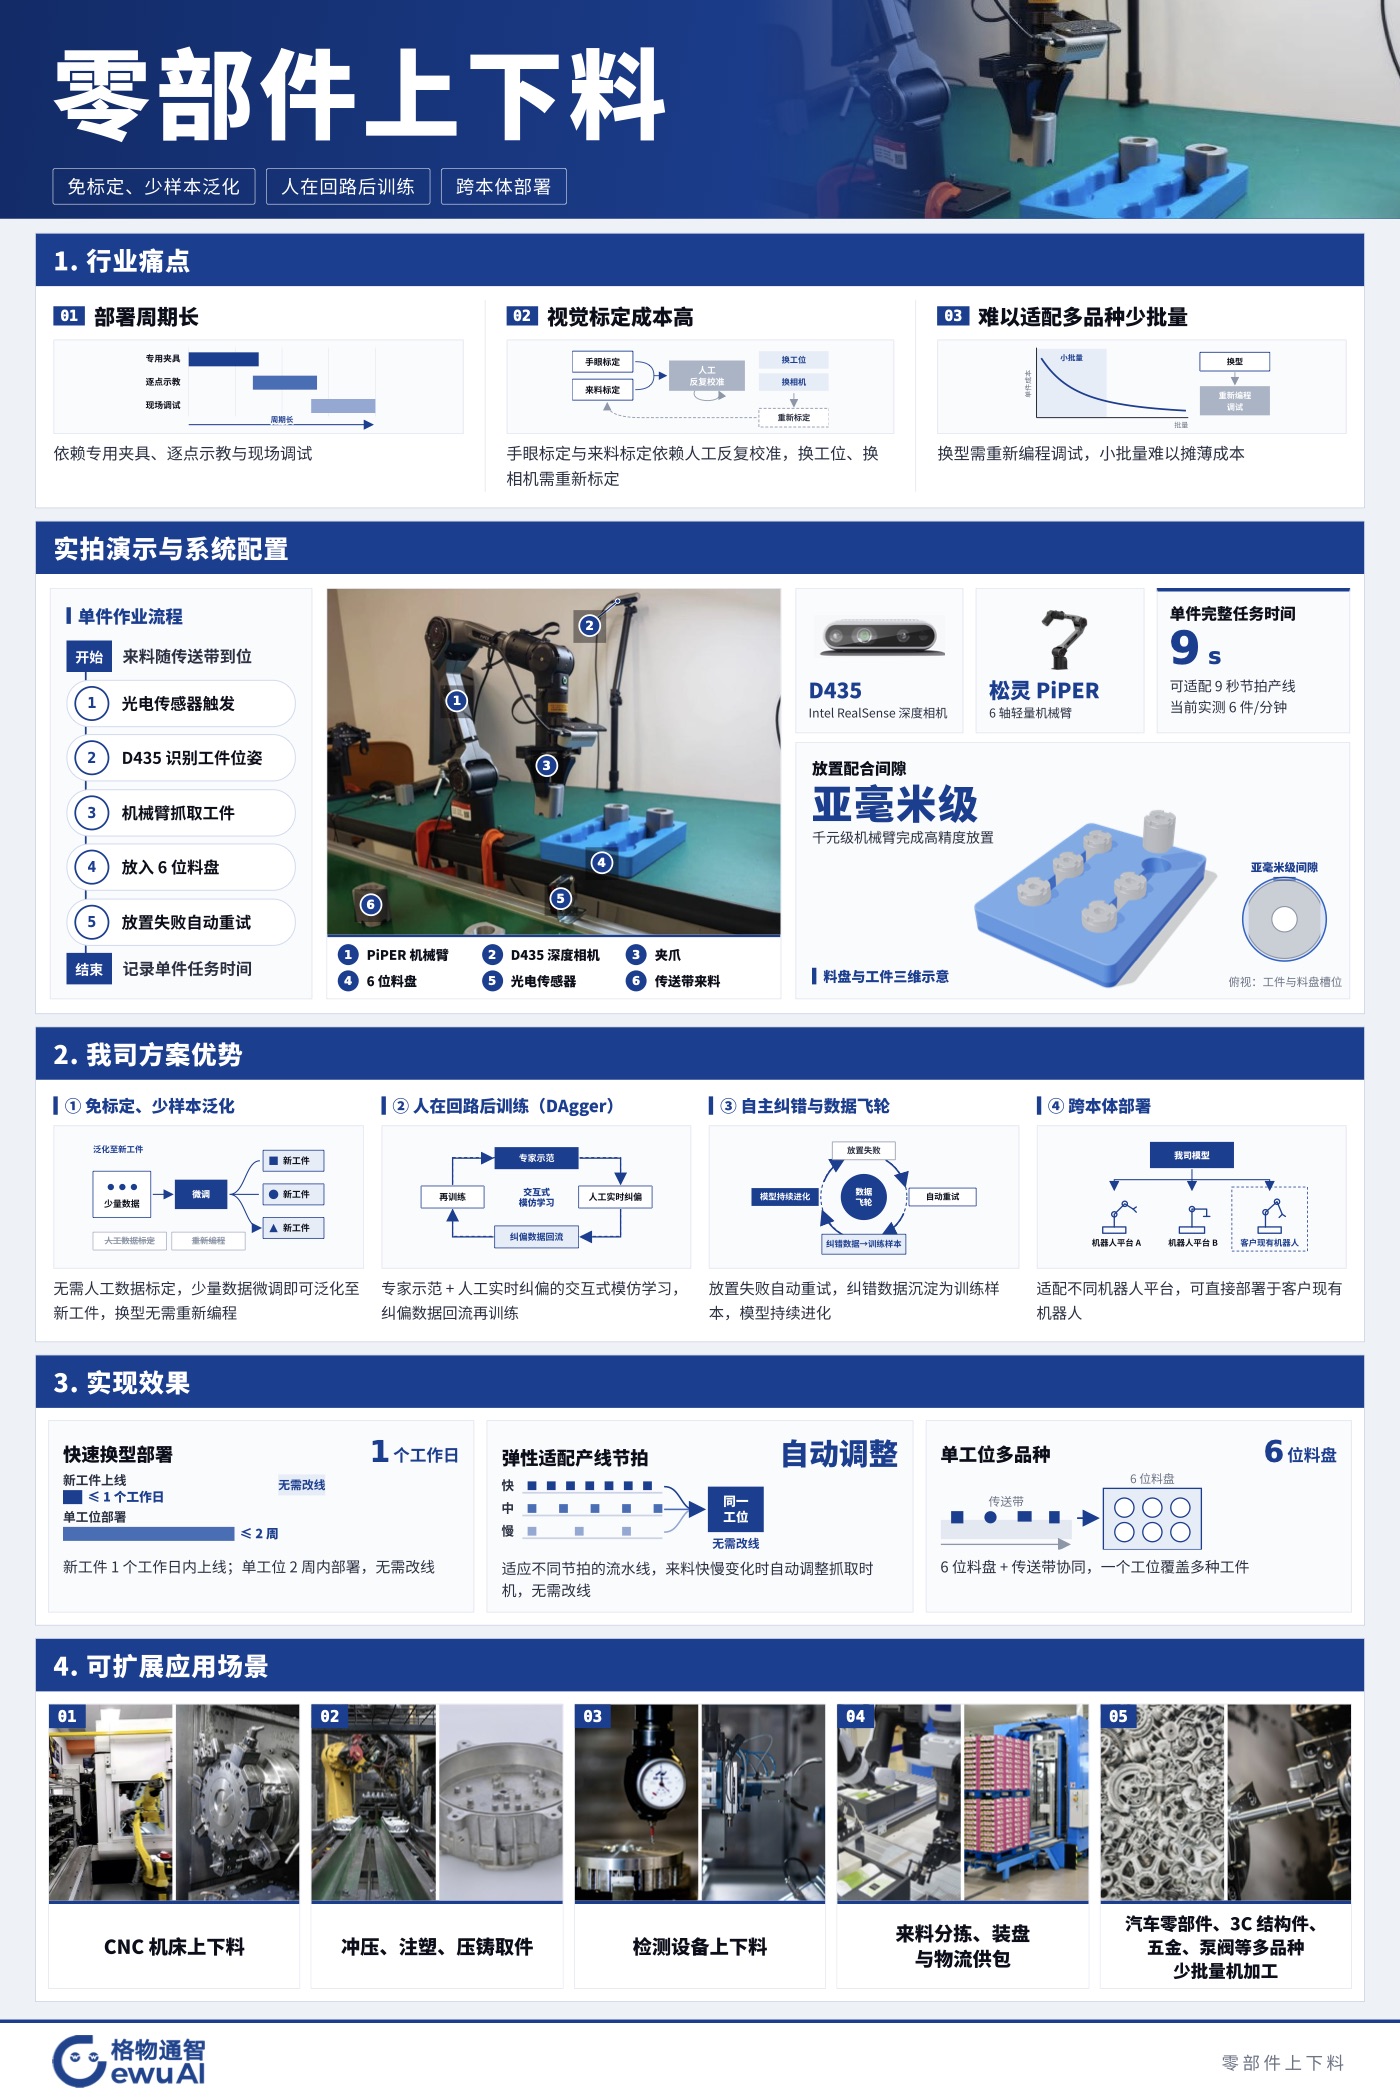 零部件上下料
免标定、少样本泛化
人在回路后训练
跨本体部署
1. 行业痛点
01 部署周期长
专用夹具
逐点示教
现场调试
周期长
依赖专用夹具、逐点示教与现场调试
02 视觉标定成本高
手眼标定
来料标定
人工
反复校准
换工位
换相机
重新标定
手眼标定与来料标定依赖人工反复校准，换工位、换
相机需重新标定
03 难以适配多品种少批量
单件成本
小批量
批量
换型
重新编程
调试
换型需重新编程调试，小批量难以摊薄成本
实拍演示与系统配置
单件作业流程
开始 来料随传送带到位
1 光电传感器触发
2 D435 识别工件位姿
3 机械臂抓取工件
4 放入 6 位料盘
5 放置失败自动重试
结束 记录单件任务时间
1
2
3
4
5
6
1 PiPER 机械臂
2 D435 深度相机
3 夹爪
4 6 位料盘
5 光电传感器
6 传送带来料
D435
Intel RealSense 深度相机
松灵 PiPER
6 轴轻量机械臂
单件完整任务时间
9 s
可适配 9 秒节拍产线
当前实测 6 件/分钟
放置配合间隙
亚毫米级
千元级机械臂完成高精度放置
亚毫米级间隙
料盘与工件三维示意
俯视：工件与料盘槽位
2. 我司方案优势
① 免标定、少样本泛化
泛化至新工件
少量数据
微调
新工件
新工件
新工件
人工数据标定
重新编程
无需人工数据标定，少量数据微调即可泛化至
新工件，换型无需重新编程
② 人在回路后训练（DAgger）
专家示范
再训练
交互式
模仿学习
人工实时纠偏
纠偏数据回流
专家示范 + 人工实时纠偏的交互式模仿学习，
纠偏数据回流再训练
③ 自主纠错与数据飞轮
放置失败
模型持续进化
数据
飞轮
自动重试
纠错数据→训练样本
放置失败自动重试，纠错数据沉淀为训练样
本，模型持续进化
④ 跨本体部署
我司模型
机器人平台 A
机器人平台 B
客户现有机器人
适配不同机器人平台，可直接部署于客户现有
机器人
3. 实现效果
快速换型部署
1 个工作日
新工件上线
≤ 1 个工作日
无需改线
单工位部署
≤ 2 周
新工件 1 个工作日内上线；单工位 2 周内部署，无需改线
弹性适配产线节拍
自动调整
快
中
慢
同一
工位
无需改线
适应不同节拍的流水线，来料快慢变化时自动调整抓取时
机，无需改线
单工位多品种
6 位料盘
传送带
6 位料盘
6 位料盘 + 传送带协同，一个工位覆盖多种工件
4. 可扩展应用场景
01
CNC 机床上下料
02
冲压、注塑、压铸取件
03
检测设备上下料
04
来料分拣、装盘
与物流供包
05
汽车零部件、3C 结构件、
五金、泵阀等多品种
少批量机加工
格物通智
ewu AI
零部件上下料